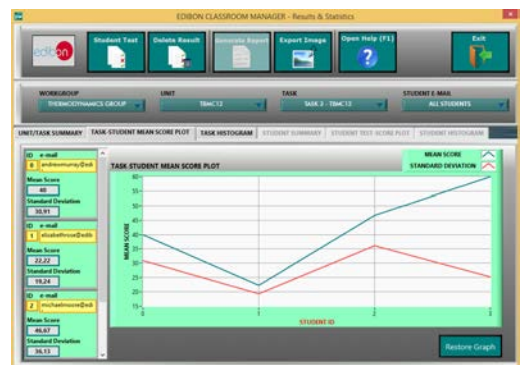 EDIBON CLASSROOM MANAGER - Results & Statistics
edibon
Student Test
Delete Result
Generate Report
Export Image
Open Help (F1)
Exit
WORKGROUP
THERMODYNAMICS GROUP
UNIT
TBMC12
TASK
TASK 2 - TBMC12
STUDENT E-MAIL
ALL STUDENTS
UNIT/TASK SUMMARY
TASK-STUDENT MEAN SCORE PLOT
TASK HISTOGRAM
STUDENT SUMMARY
STUDENT TEST-SCORE PLOT
STUDENT HISTOGRAM
ID e-mail
andrewmurray@edi
Mean Score
40
Standard Deviation
30,91
ID e-mail
1 elisabethrose@edib
Mean Score
22,22
Standard Deviation
19,24
ID e-mail
2 michaelmoore@edi
Mean Score
46,67
Standard Deviation
36,13
TASK-STUDENT MEAN SCORE PLOT
MEAN SCORE
STANDARD DEVIATION
MEAN SCORE
60
55
50
45
40
35
30
25
20
15
0
1
2
3
STUDENT ID
Restore Graph